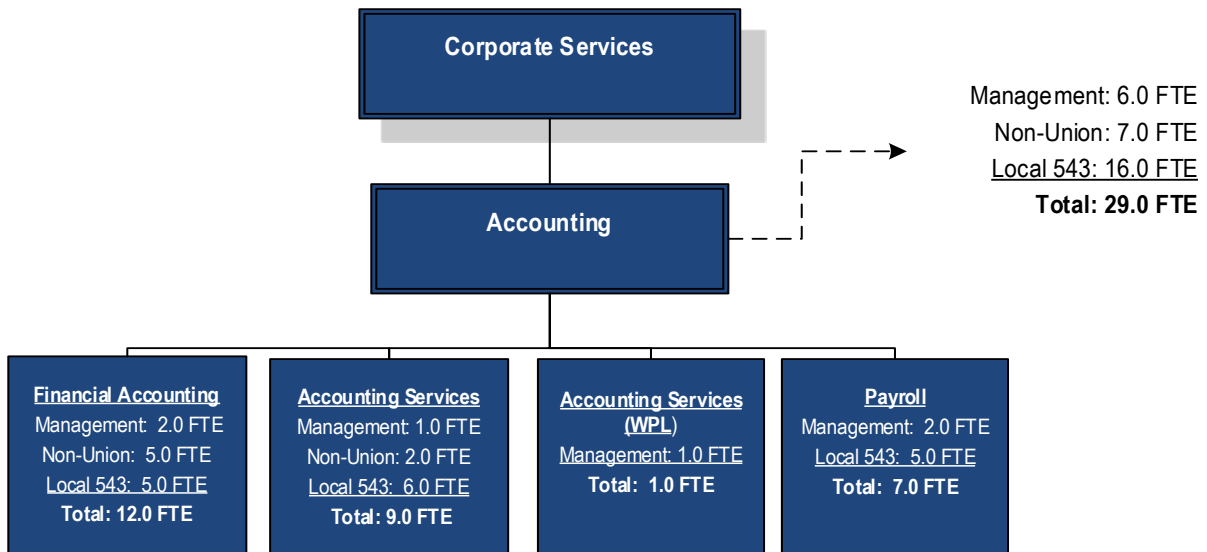 Corporate Services
Management: 6.0 FTE
Non-Union: 7.0 FTE
Local 543: 16.0 FTE
Total: 29.0 FTE
Accounting
Financial Accounting
Management:  2.0 FTE
Non-Union:  5.0 FTE
Local 543:  5.0 FTE
Total: 12.0 FTE
Accounting Services
Management: 1.0 FTE
Non-Union: 2.0 FTE
Local 543:  6.0 FTE
Total: 9.0 FTE
Accounting Services
(WPL)
Management: 1.0 FTE
Total:  1.0 FTE
Payroll
Management:  2.0 FTE
Local 543:  5.0 FTE
Total:  7.0 FTE